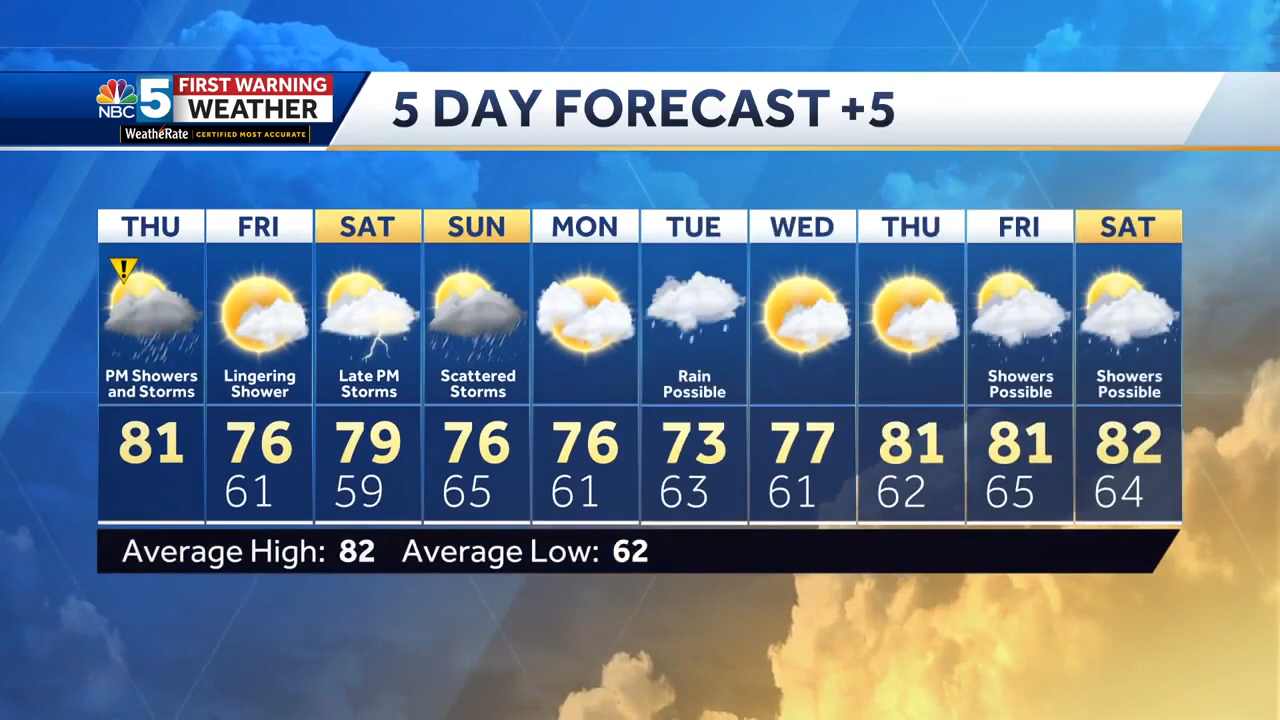 NBC 5 FIRST WARNING
WEATHER
WeatheRate CERTIFIED MOST ACCURATE
5 DAY FORECAST +5
THU FRI SAT SUN MON TUE WED THU FRI SAT
!
PM Showers Lingering Late PM Scattered Rain Showers Showers
and Storms Shower Storms Storms Possible Possible Possible
81 76 79 76 76 73 77 81 81 82
61 59 65 61 63 61 62 65 64
Average High: 82 Average Low: 62